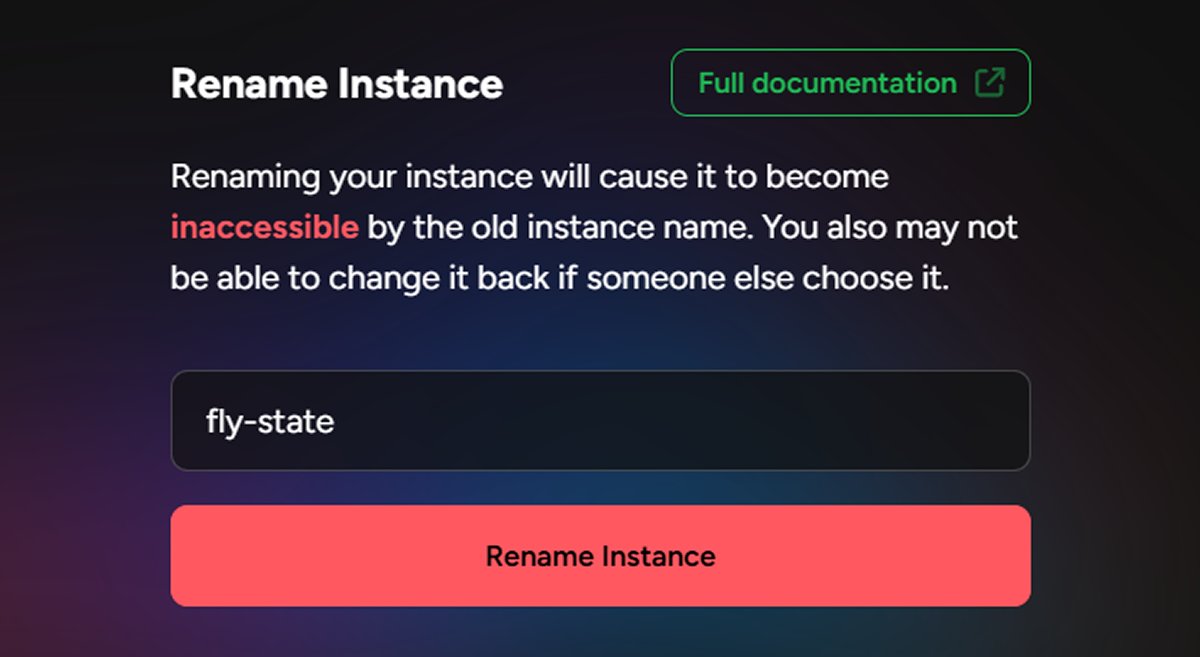 Rename Instance
Full documentation
Renaming your instance will cause it to become
inaccessible by the old instance name. You also may not
be able to change it back if someone else choose it.
fly-state
Rename Instance